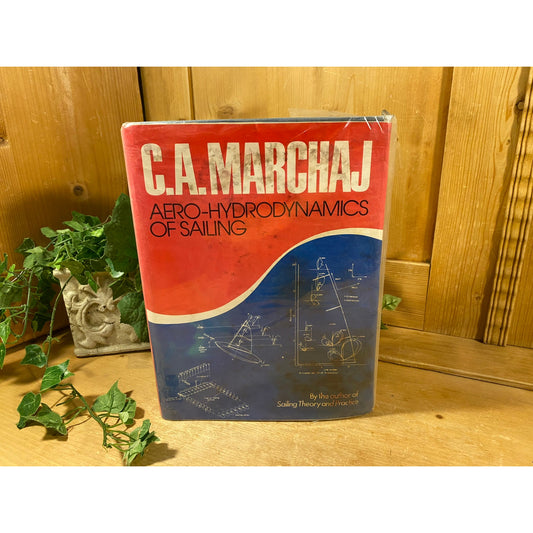 C.A.MARCHAJ
AERO-HYDRODYNAMICS
OF SAILING
By the author of
Sailing Theory and Practice